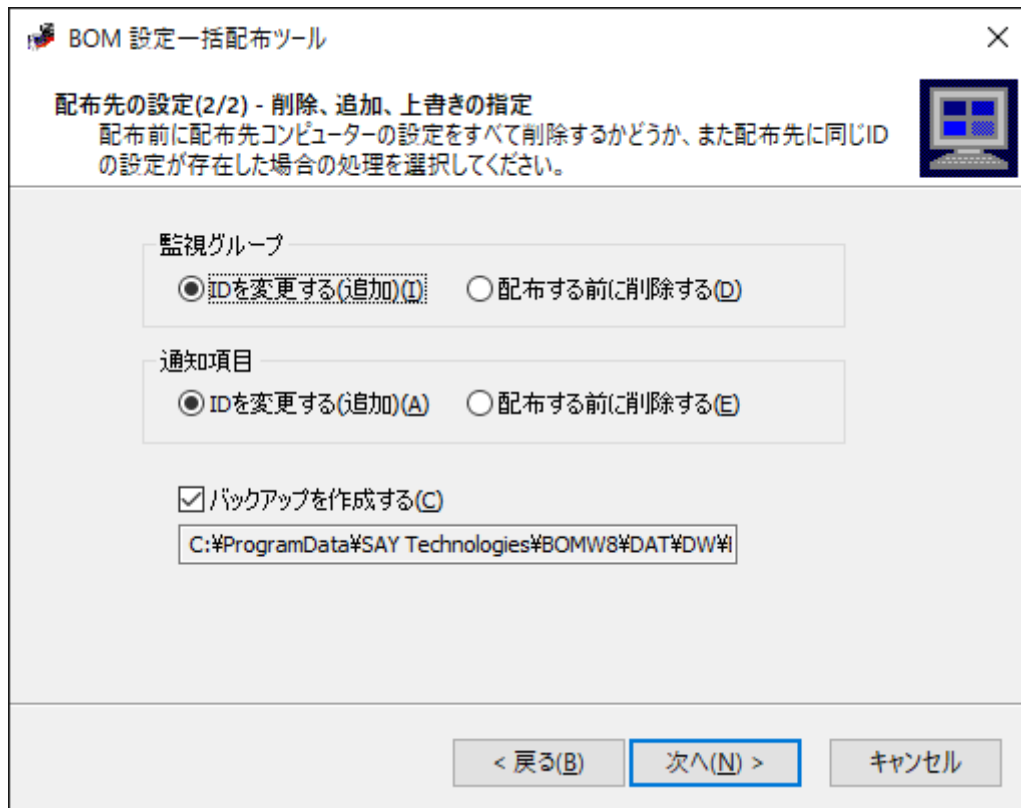 BOM 設定一括配布ツール
配布先の設定(2/2) - 削除、追加、上書きの指定
配布前に配布先コンピューターの設定をすべて削除するかどうか、また配布先に同じID
の設定が存在した場合の処理を選択してください。
監視グループ
IDを変更する(追加)(I) 配布する前に削除する(D)
通知項目
IDを変更する(追加)(A) 配布する前に削除する(E)
バックアップを作成する(C)
C:¥ProgramData¥SAY Technologies¥BOMW8¥DAT¥DW¥
< 戻る(B) 次へ(N) > キャンセル